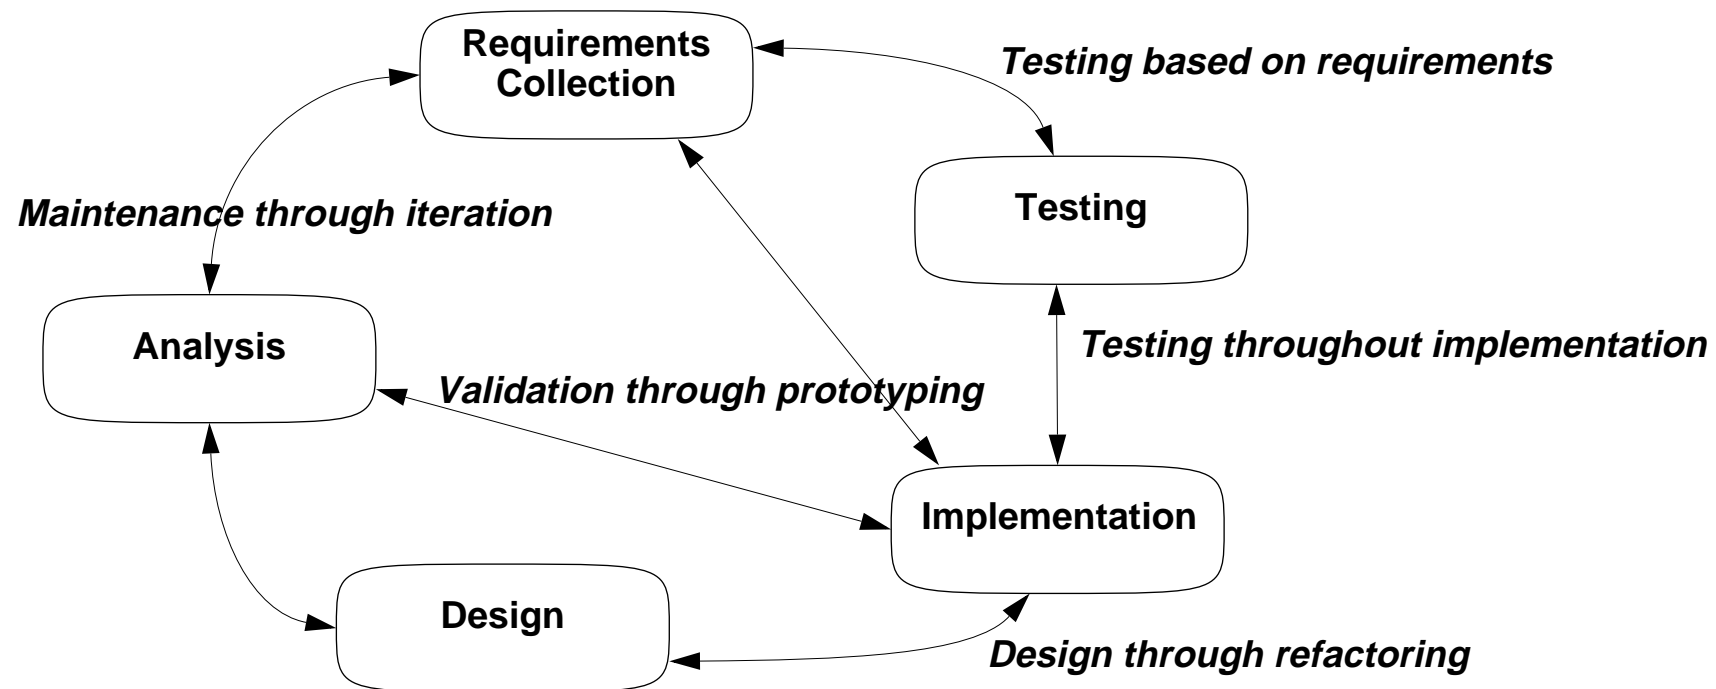 Requirements
Collection
Testing based on requirements
Testing
Maintenance through iteration
Analysis
Testing throughout implementation
Validation through prototyping
Implementation
Design
Design through refactoring